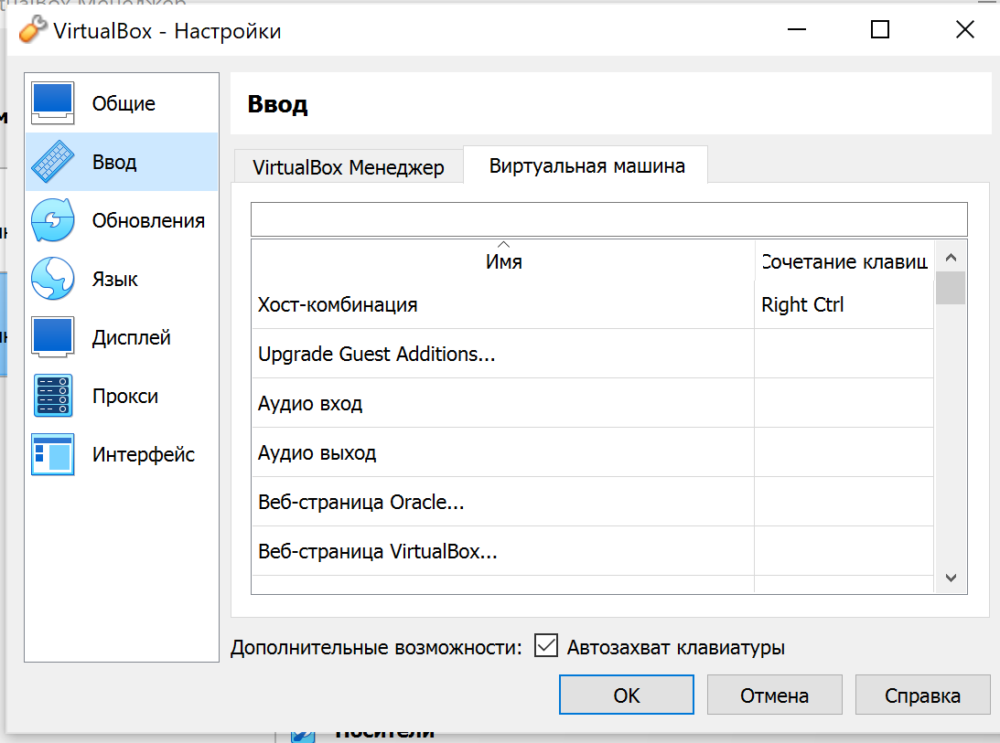 VirtualBox - Настройки
Общие
Ввод
Обновления
Язык
Дисплей
Прокси
Интерфейс
Ввод
VirtualBox Менеджер
Виртуальная машина
Имя
Сочетание клавиш
Хост-комбинация
Right Ctrl
Upgrade Guest Additions...
Аудио вход
Аудио выход
Веб-страница Oracle...
Веб-страница VirtualBox...
Дополнительные возможности:
Автозахват клавиатуры
OK
Отмена
Справка
Носители